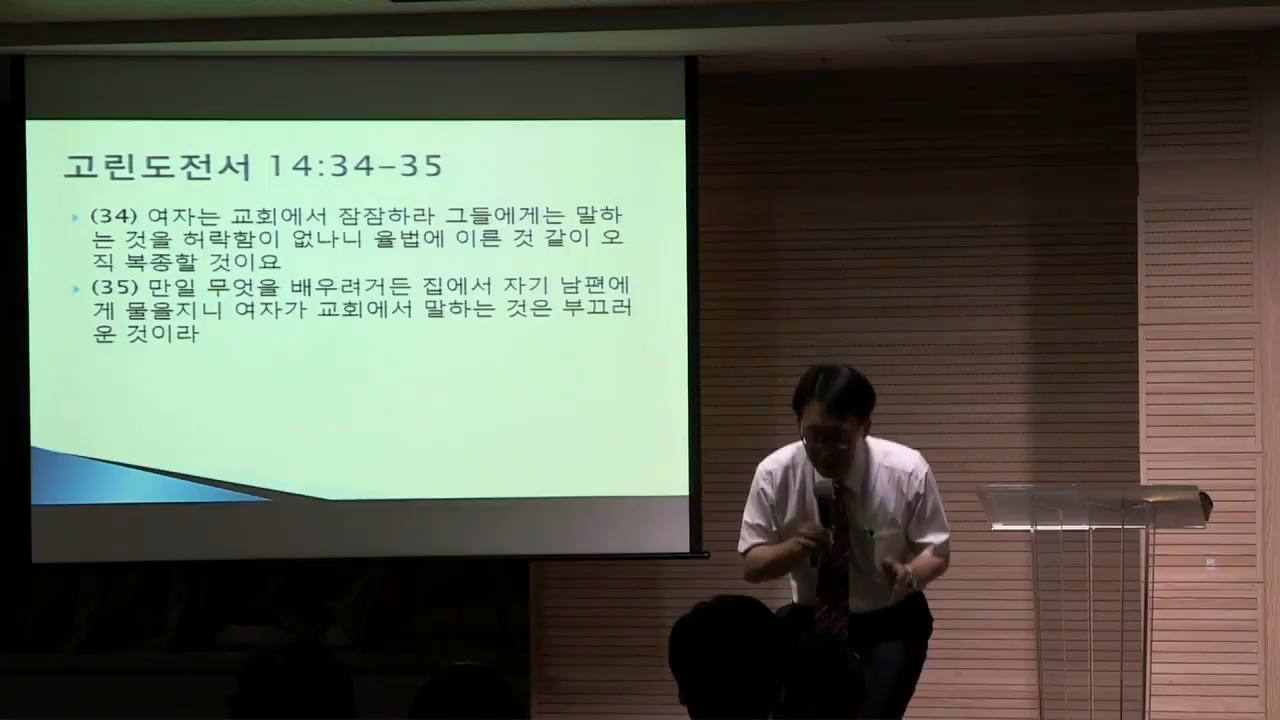 고린도전서 14:34-35
(34) 여자는 교회에서 잠잠하라 그들에게는 말하
는 것을 허락함이 없나니 율법에 이른 것 같이 오
직 복종할 것이요
(35) 만일 무엇을 배우려거든 집에서 자기 남편에
게 물을지니 여자가 교회에서 말하는 것은 부끄러
운 것이라